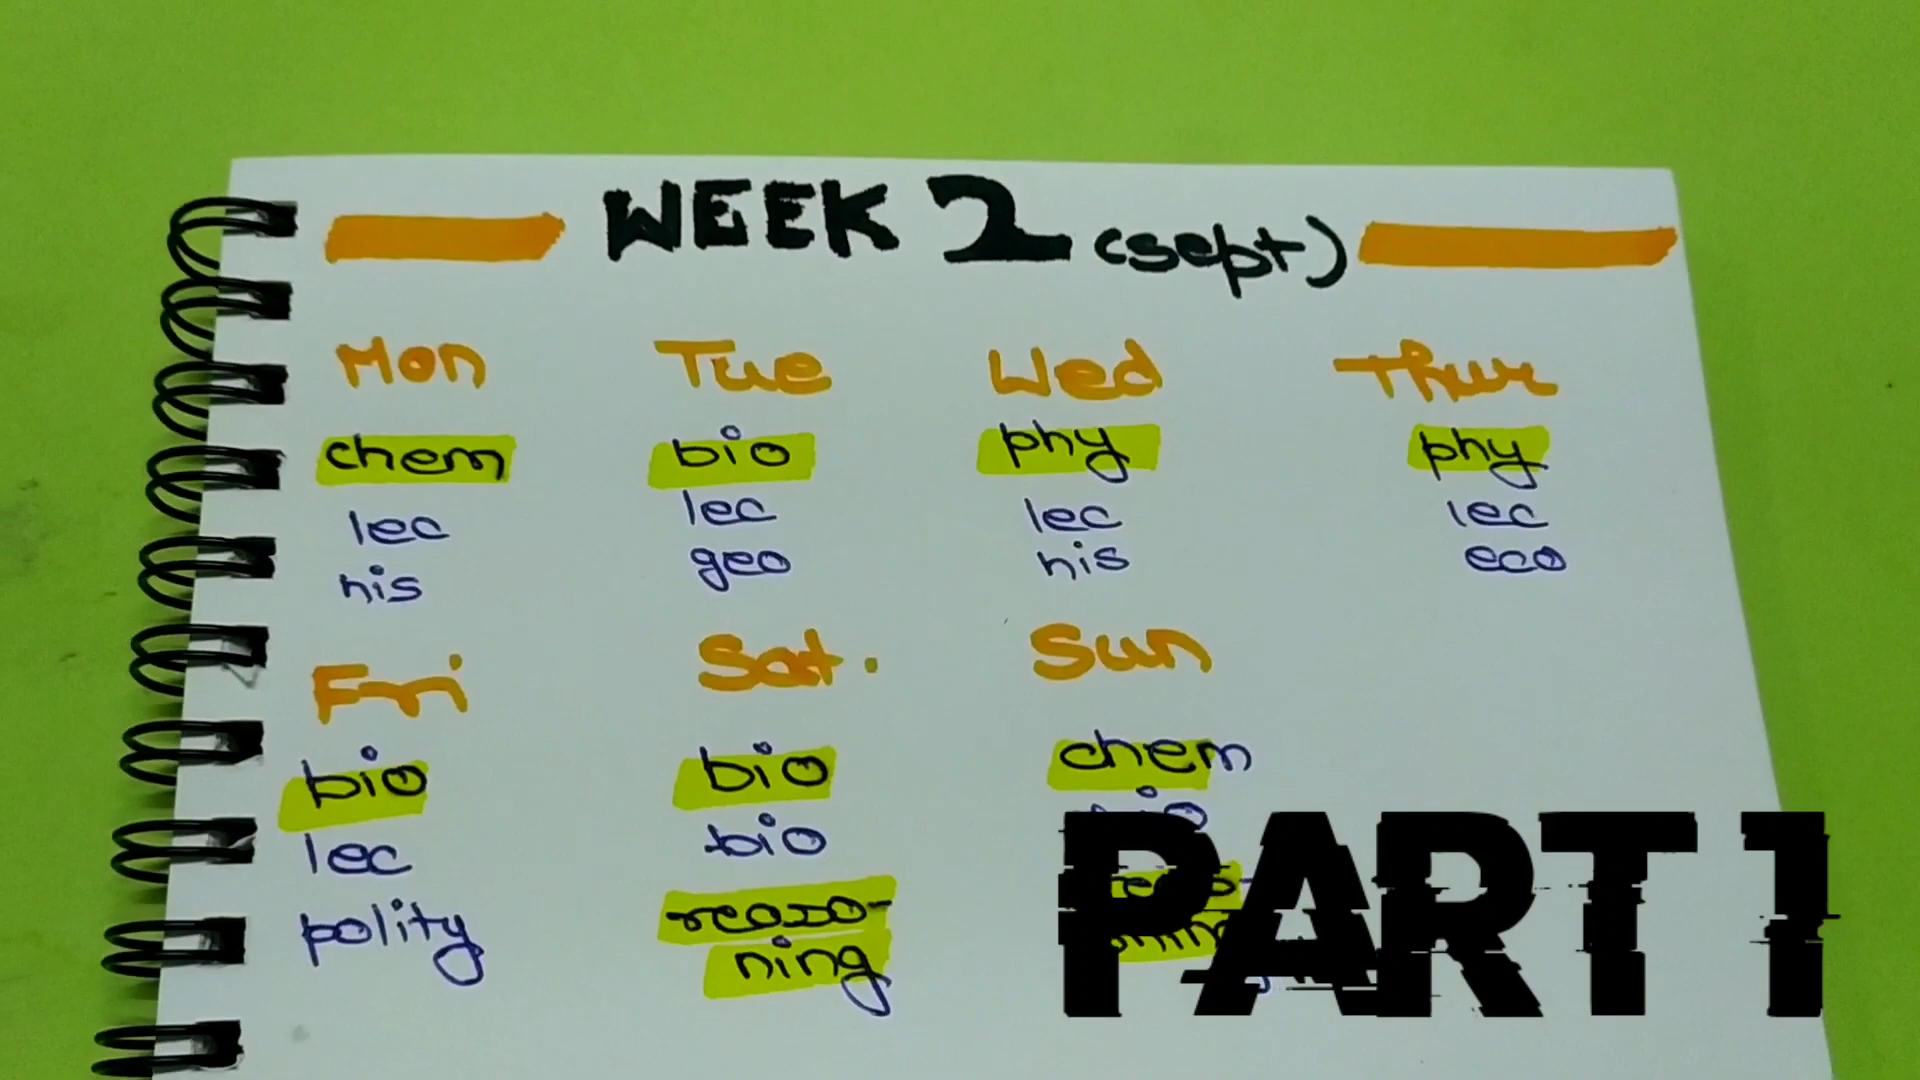 WEEK 2 (sept)
Mon Tue Wed Thur
chem bio phy phy
lec lec lec lec
his geo his eco
Fri Sat. Sun
bio bio chem
lec bio
polity reaso-
ning
PART 1